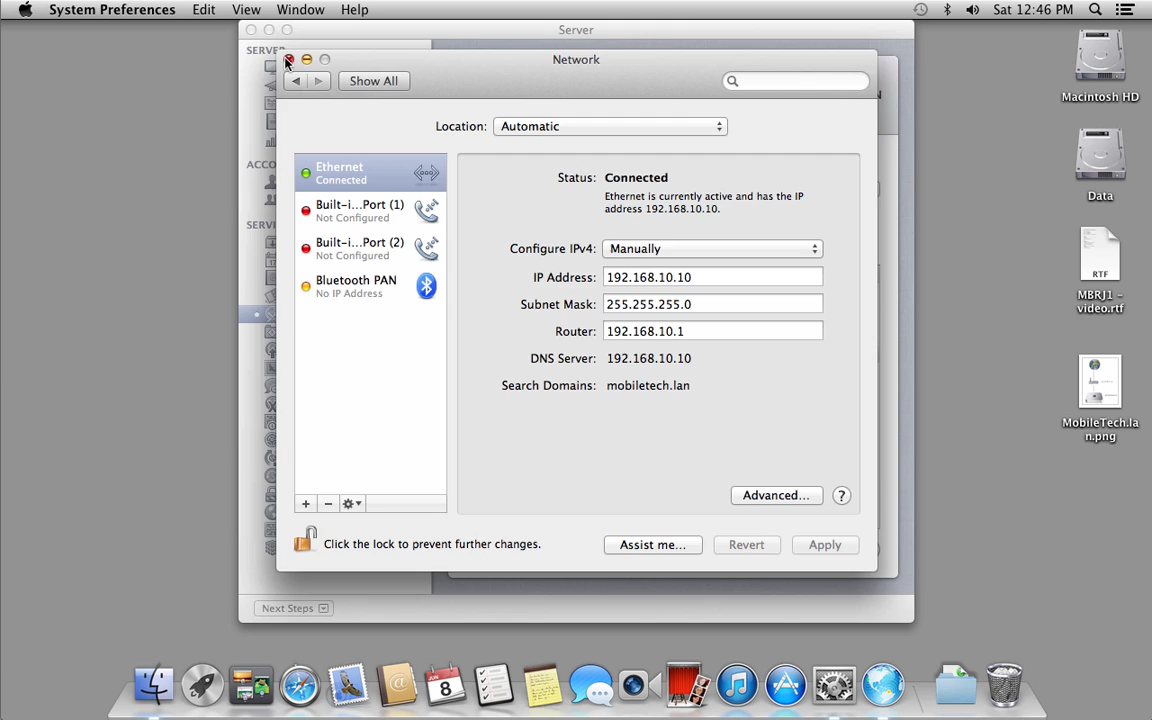 System Preferences Edit View Window Help
Sat 12:46 PM
Server
SERVER
Network
Show All
Location: Automatic
ACCO
SERVIC
Ethernet
Connected
Built-i...Port (1)
Not Configured
Built-i...Port (2)
Not Configured
Bluetooth PAN
No IP Address
Status: Connected
Ethernet is currently active and has the IP
address 192.168.10.10.
Configure IPv4: Manually
IP Address: 192.168.10.10
Subnet Mask: 255.255.255.0
Router: 192.168.10.1
DNS Server: 192.168.10.10
Search Domains: mobiletech.lan
Advanced... ?
Click the lock to prevent further changes.
Assist me... Revert Apply
Next Steps
Macintosh HD
Data
RTF
MBRJ1 -
video.rtf
MobileTech.la
n.png
8